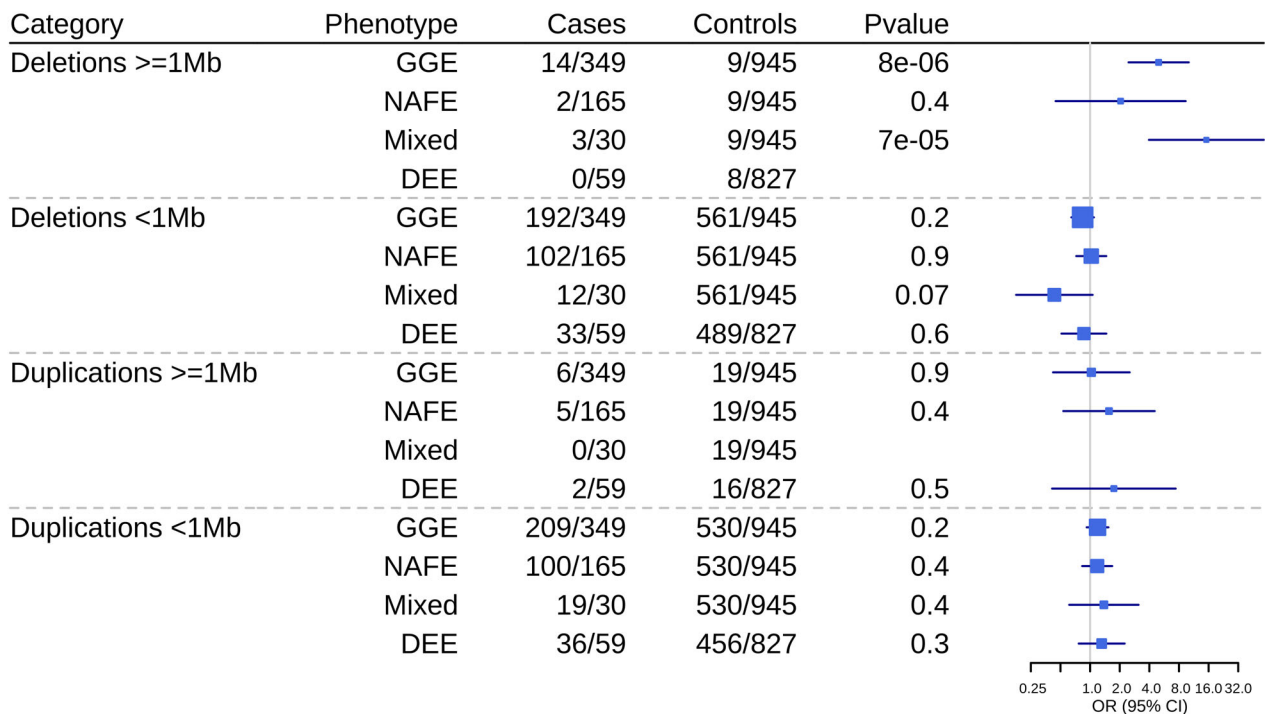 Category Phenotype Cases Controls Pvalue
Deletions >=1Mb GGE 14/349 9/945 8e-06
NAFE 2/165 9/945 0.4
Mixed 3/30 9/945 7e-05
DEE 0/59 8/827
Deletions <1Mb GGE 192/349 561/945 0.2
NAFE 102/165 561/945 0.9
Mixed 12/30 561/945 0.07
DEE 33/59 489/827 0.6
Duplications >=1Mb GGE 6/349 19/945 0.9
NAFE 5/165 19/945 0.4
Mixed 0/30 19/945
DEE 2/59 16/827 0.5
Duplications <1Mb GGE 209/349 530/945 0.2
NAFE 100/165 530/945 0.4
Mixed 19/30 530/945 0.4
DEE 36/59 456/827 0.3
0.25 1.0 2.0 4.0 8.0 16.0 32.0
OR (95% CI)